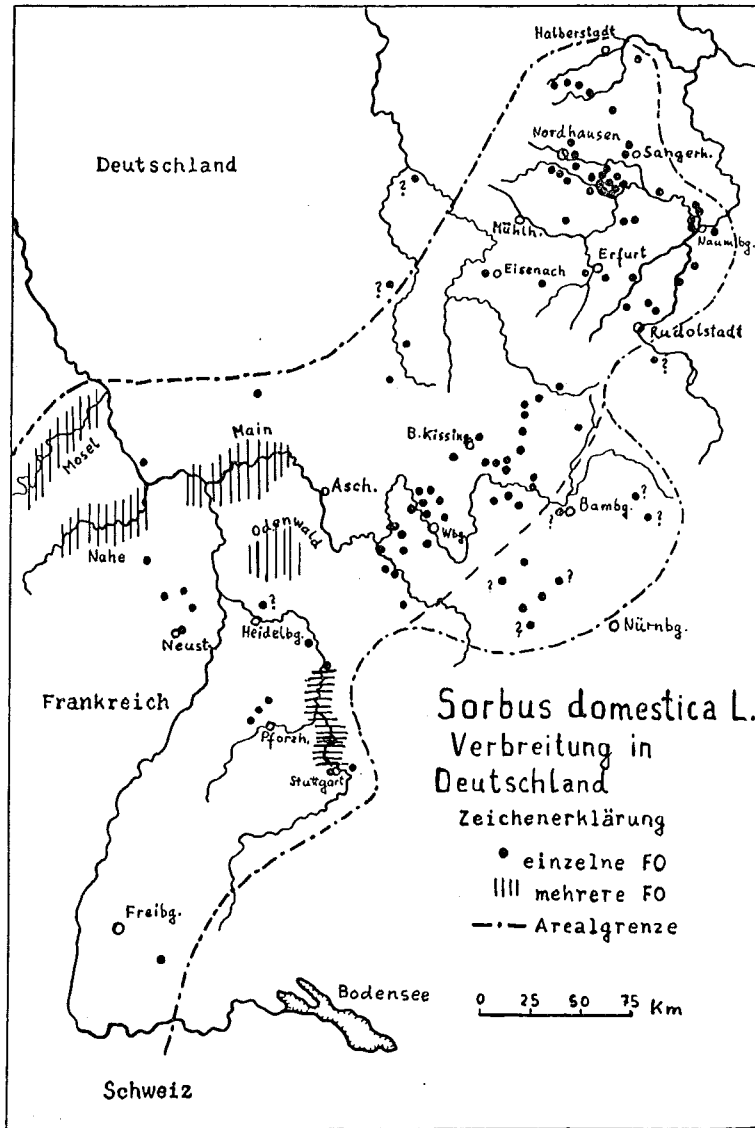 Halberstadt
Nordhausen
Deutschland
Sangerh.
?
Mühlh.
Naumbg.
Erfurt
Eisenach
?
Rudolstadt
?
Main
B.Kissing.
Mosel
Asch.
?
Odenwald
Wbg.
?
Bambg.
?
Nahe
?
?
?
Heidelbg.
?
Nürnbg.
Neust.
Frankreich
Sorbus domestica L.
Pforzh.
Verbreitung in
Stuttgart
Deutschland
Zeichenerklärung
einzelne FO
mehrere FO
Freibg.
Arealgrenze
Bodensee
0 25 50 75 Km
Schweiz